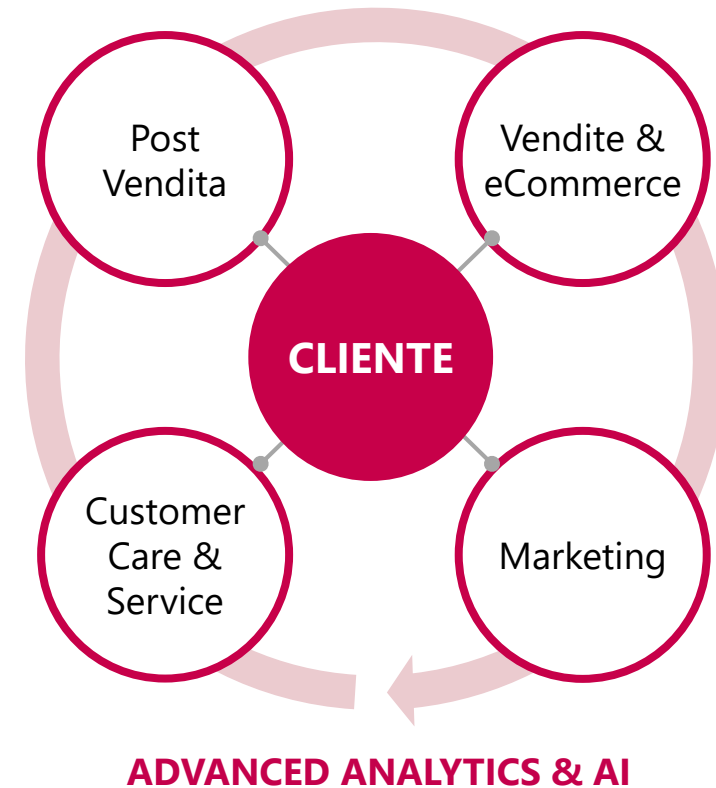 Post
Vendita
Vendite &
eCommerce
CLIENTE
Customer
Care &
Service
Marketing
ADVANCED ANALYTICS & AI